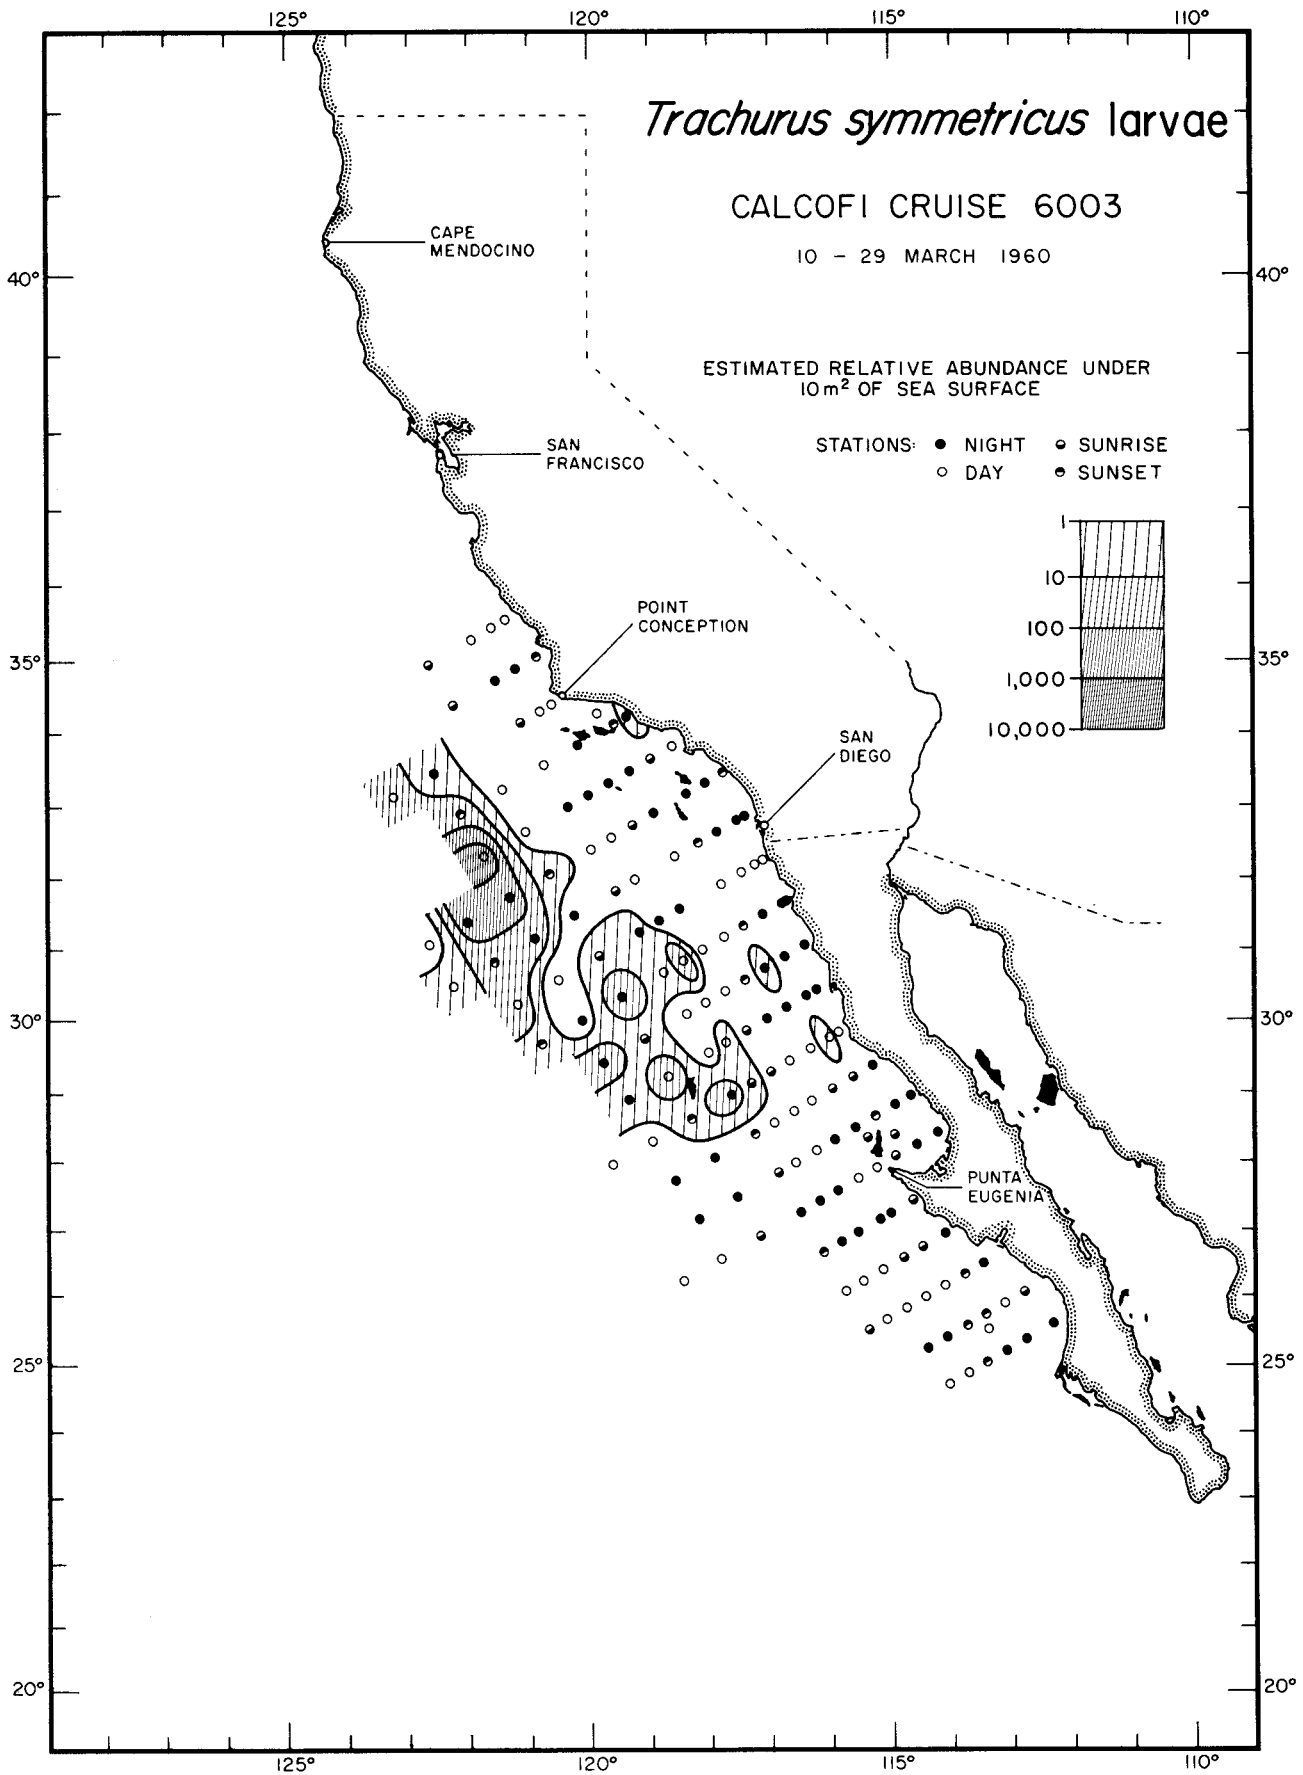 125° 120° 115° 110°
Trachurus symmetricus larvae
CALCOFI CRUISE 6003
10 – 29 MARCH 1960
CAPE
MENDOCINO
40° 40°
ESTIMATED RELATIVE ABUNDANCE UNDER
10m² OF SEA SURFACE
STATIONS: ● NIGHT ◒ SUNRISE
○ DAY ◓ SUNSET
SAN
FRANCISCO
1
10
100
1,000
10,000
POINT
CONCEPTION
35° 35°
SAN
DIEGO
30° 30°
PUNTA
EUGENIA
25° 25°
20° 20°
125° 120° 115° 110°